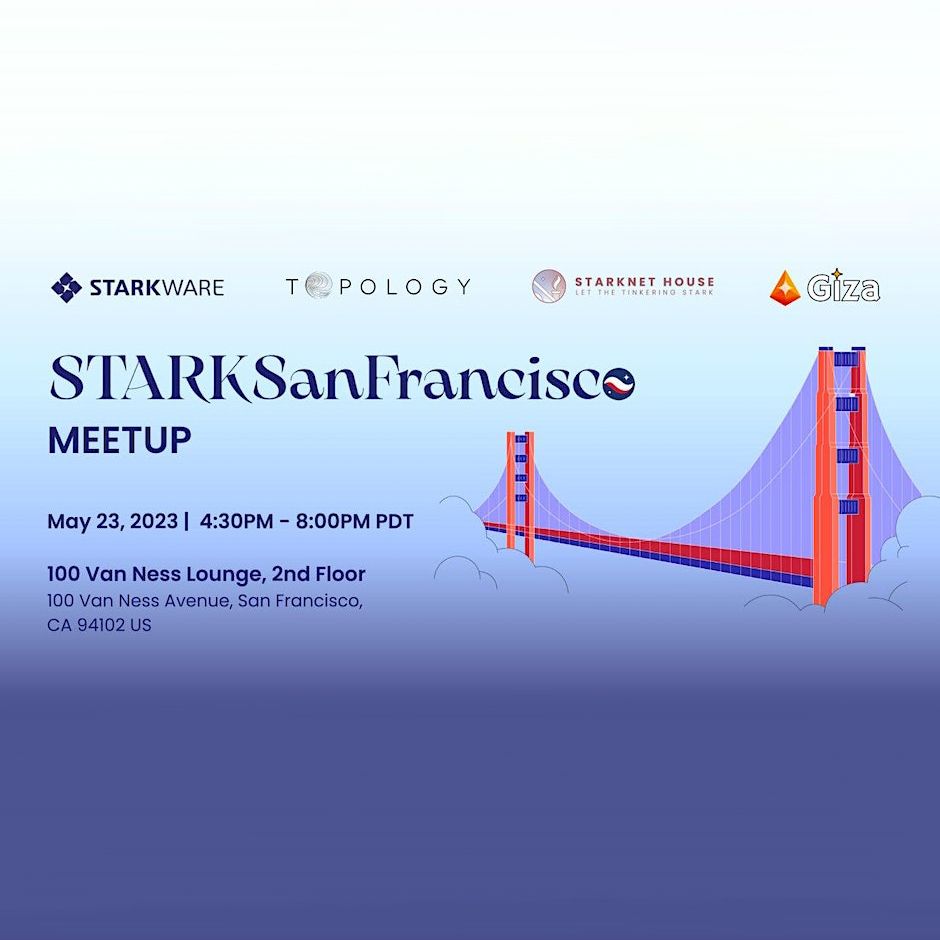 STARKWARE
TOPOLOGY
STARKNET HOUSE
LET THE TINKERING STARK
Giza
STARKSanFrancisco
MEETUP
May 23, 2023 | 4:30PM - 8:00PM PDT
100 Van Ness Lounge, 2nd Floor
100 Van Ness Avenue, San Francisco,
CA 94102 US